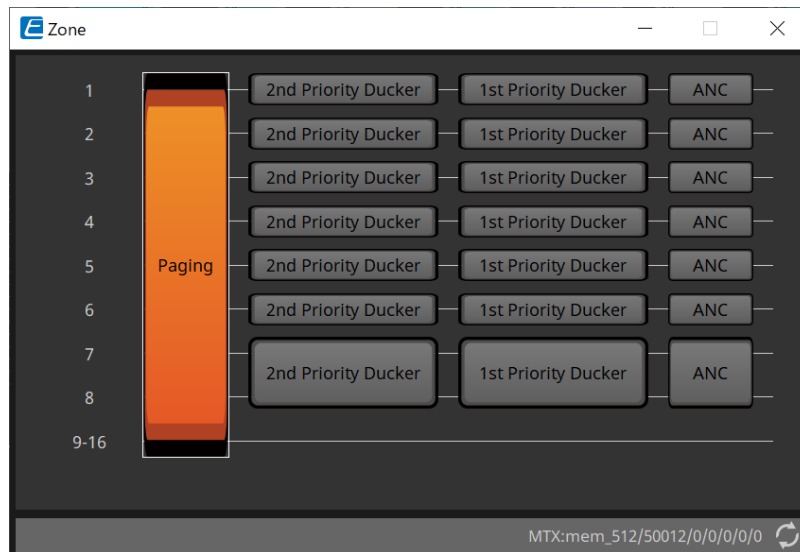 E Zone
1 2nd Priority Ducker 1st Priority Ducker ANC
2 2nd Priority Ducker 1st Priority Ducker ANC
3 2nd Priority Ducker 1st Priority Ducker ANC
4 2nd Priority Ducker 1st Priority Ducker ANC
Paging
5 2nd Priority Ducker 1st Priority Ducker ANC
6 2nd Priority Ducker 1st Priority Ducker ANC
7
2nd Priority Ducker 1st Priority Ducker ANC
8
9-16
MTX:mem_512/50012/0/0/0/0/0